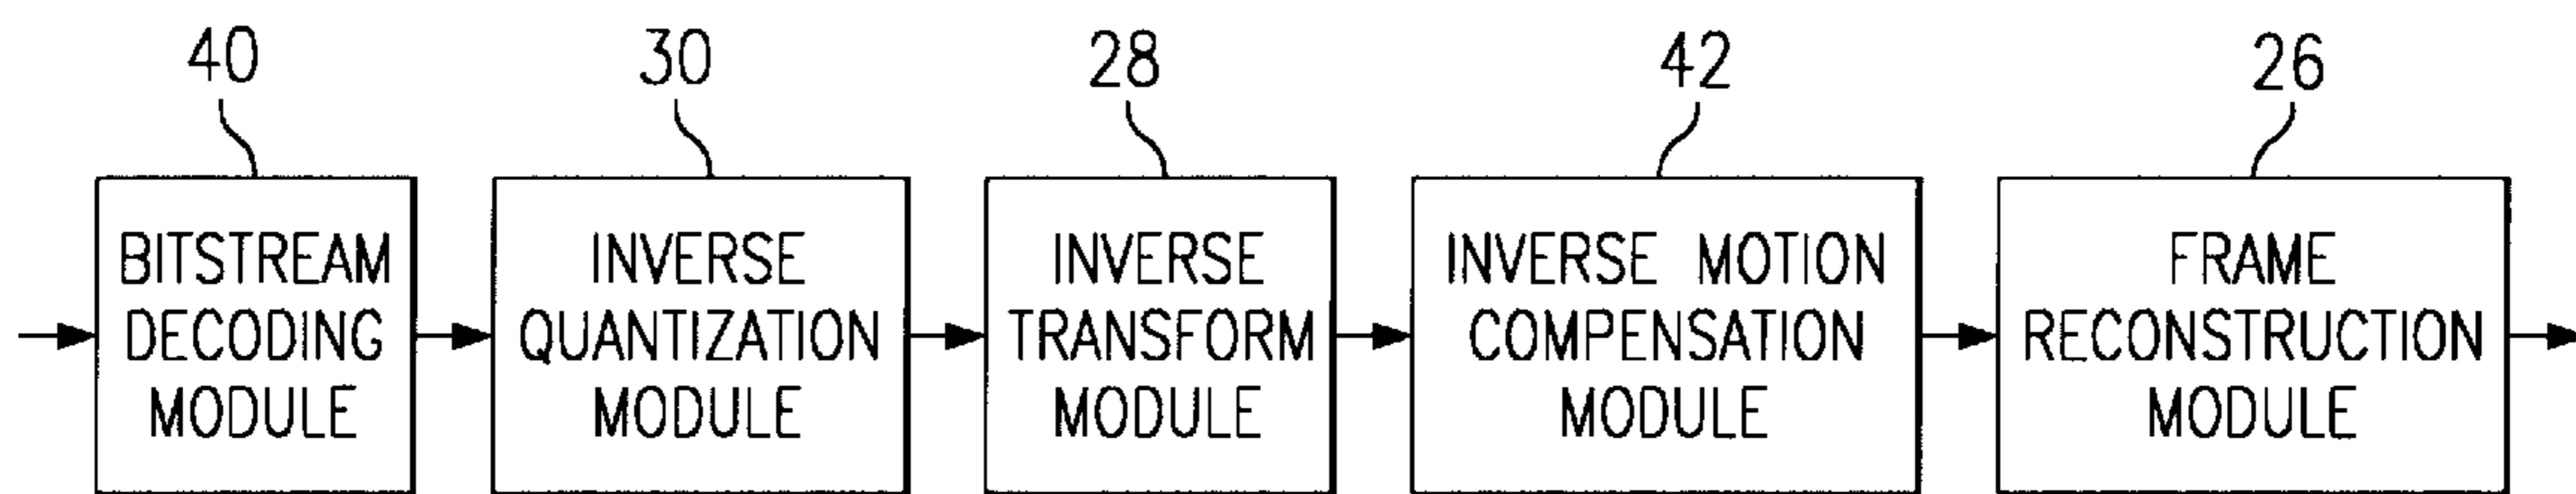 40
30
28
42
26
BITSTREAM
DECODING
MODULE
INVERSE
QUANTIZATION
MODULE
INVERSE
TRANSFORM
MODULE
INVERSE MOTION
COMPENSATION
MODULE
FRAME
RECONSTRUCTION
MODULE